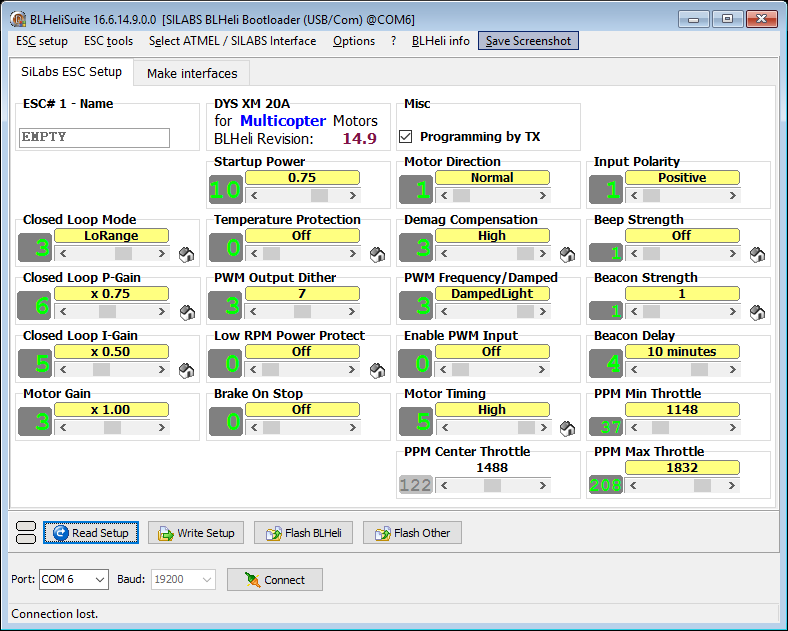 BLHeliSuite 16.6.14.9.0.0 [SILABS BLHeli Bootloader (USB/Com) @COM6]
ESC setup ESC tools Select ATMEL / SILABS Interface Options ? BLHeli info Save Screenshot
SiLabs ESC Setup Make interfaces
ESC# 1 - Name
EMPTY
DYS XM 20A
for Multicopter Motors
BLHeli Revision: 14.9
Misc
Programming by TX
Startup Power
0.75
10
Motor Direction
Normal
1
Input Polarity
Positive
1
Closed Loop Mode
LoRange
3
Temperature Protection
Off
0
Demag Compensation
High
3
Beep Strength
Off
1
Closed Loop P-Gain
x 0.75
6
PWM Output Dither
7
3
PWM Frequency/Damped
DampedLight
3
Beacon Strength
1
1
Closed Loop I-Gain
x 0.50
5
Low RPM Power Protect
Off
0
Enable PWM Input
Off
0
Beacon Delay
10 minutes
4
Motor Gain
x 1.00
3
Brake On Stop
Off
0
Motor Timing
High
5
PPM Min Throttle
1148
37
PPM Center Throttle
1488
122
PPM Max Throttle
1832
208
Read Setup Write Setup Flash BLHeli Flash Other
Port: COM 6 Baud: 19200 Connect
Connection lost.